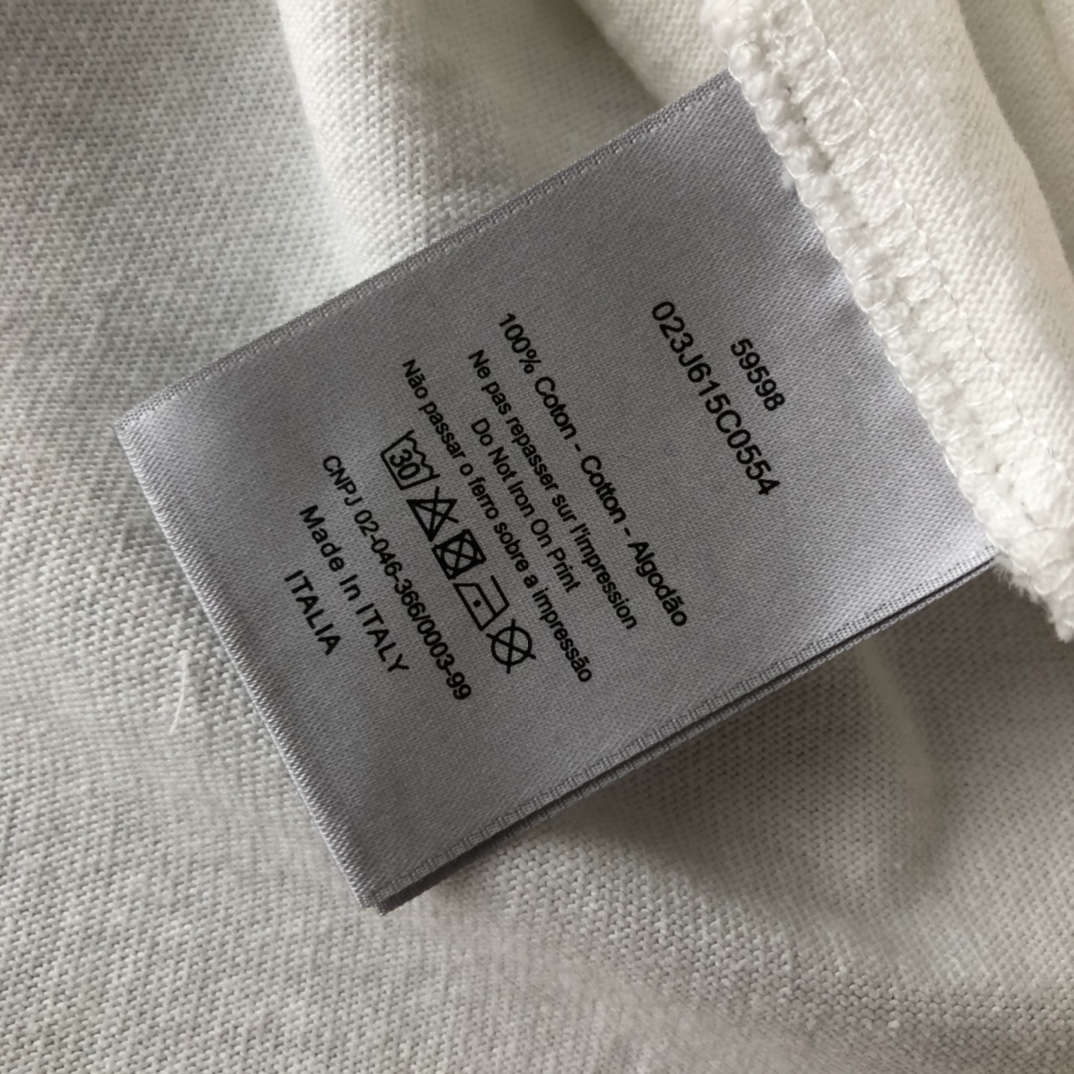 59598
023J615C0554
100% Coton - Cotton - Algodão
Ne pas repasser sur l'impression
Do Not Iron On Print
Não passar o ferro sobre a impressão
30
CNPJ 02-046-366/0003-99
Made In ITALY
ITALIA